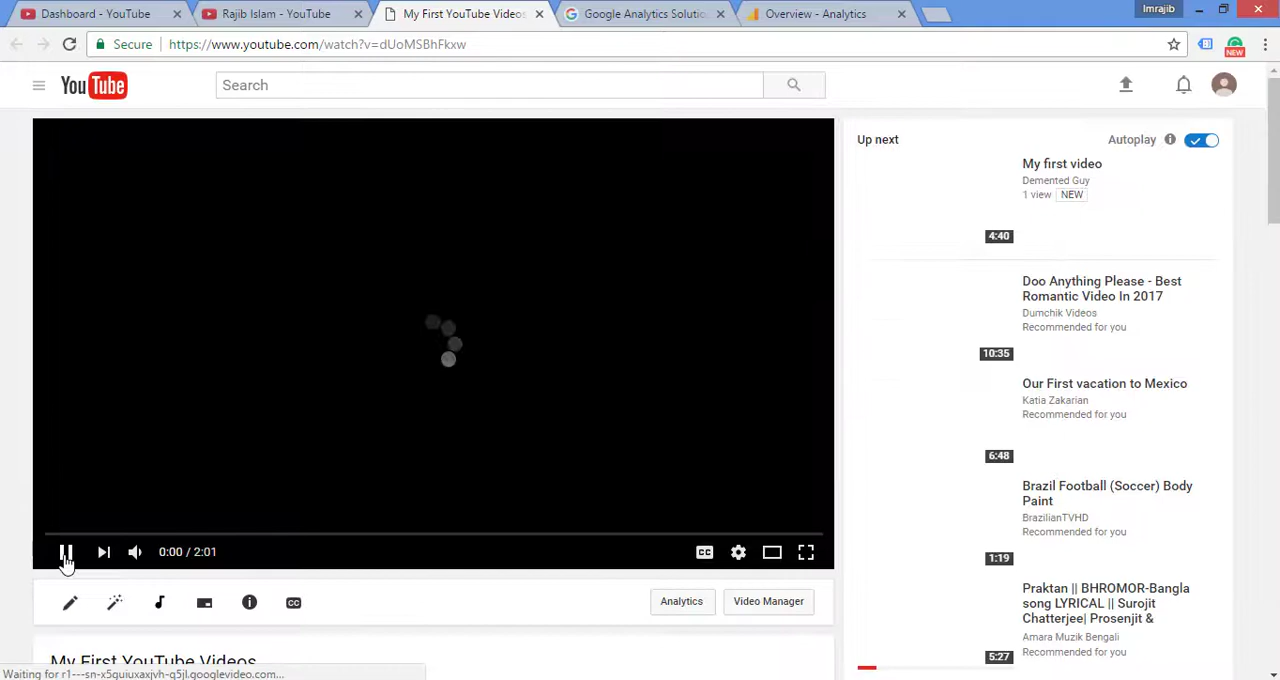 Dashboard - YouTube
Rajib Islam - YouTube
My First YouTube Videos
Google Analytics Solutio
Overview - Analytics
Imrajib
Secure
https://www.youtube.com/watch?v=dUoMSBhFkxw
NEW
YouTube
Search
Up next
Autoplay
My first video
Demented Guy
1 view NEW
4:40
Doo Anything Please - Best
Romantic Video In 2017
Dumchik Videos
Recommended for you
10:35
Our First vacation to Mexico
Katia Zakarian
Recommended for you
6:48
Brazil Football (Soccer) Body
Paint
BrazilianTVHD
Recommended for you
1:19
Praktan || BHROMOR-Bangla
song LYRICAL || Surojit
Chatterjee| Prosenjit &
Amara Muzik Bengali
Recommended for you
5:27
0:00 / 2:01
CC
CC
Analytics
Video Manager
My First YouTube Videos
Waiting for r1---sn-x5guiuxaxjvh-q5jl.googlevideo.com...